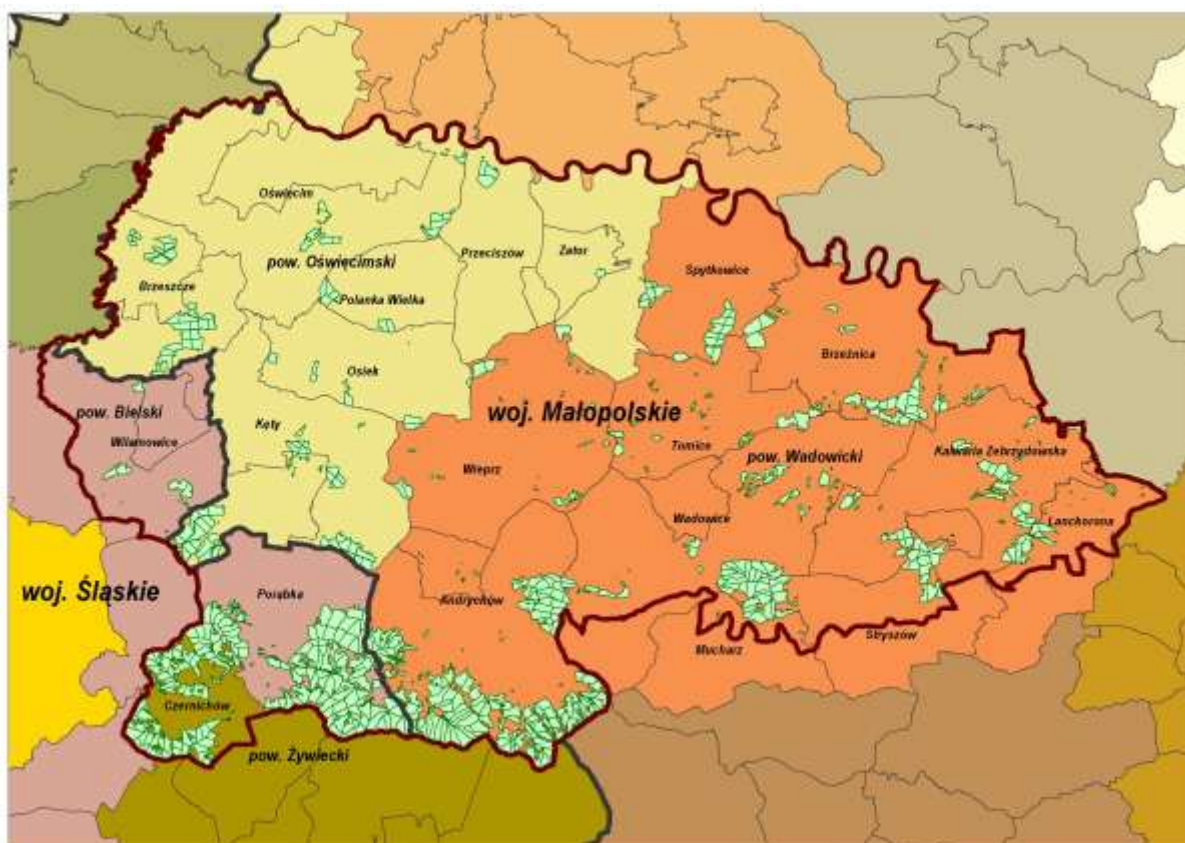 Oświęcim
pow. Oświęcimski
Przeciszów
Zator
Spytkowice
Brzeszcze
Polanka Wielka
Brzeźnica
Osiek
pow. Bielski
woj. Małopolskie
Wilamowice
Kęty
Wieprz
Tomice
pow. Wadowicki
Kalwaria Zebrzydowska
Wadowice
Lanckorona
woj. Śląskie
Porąbka
Andrychów
Mucharz
Stryszów
Czernichów
pow. Żywiecki